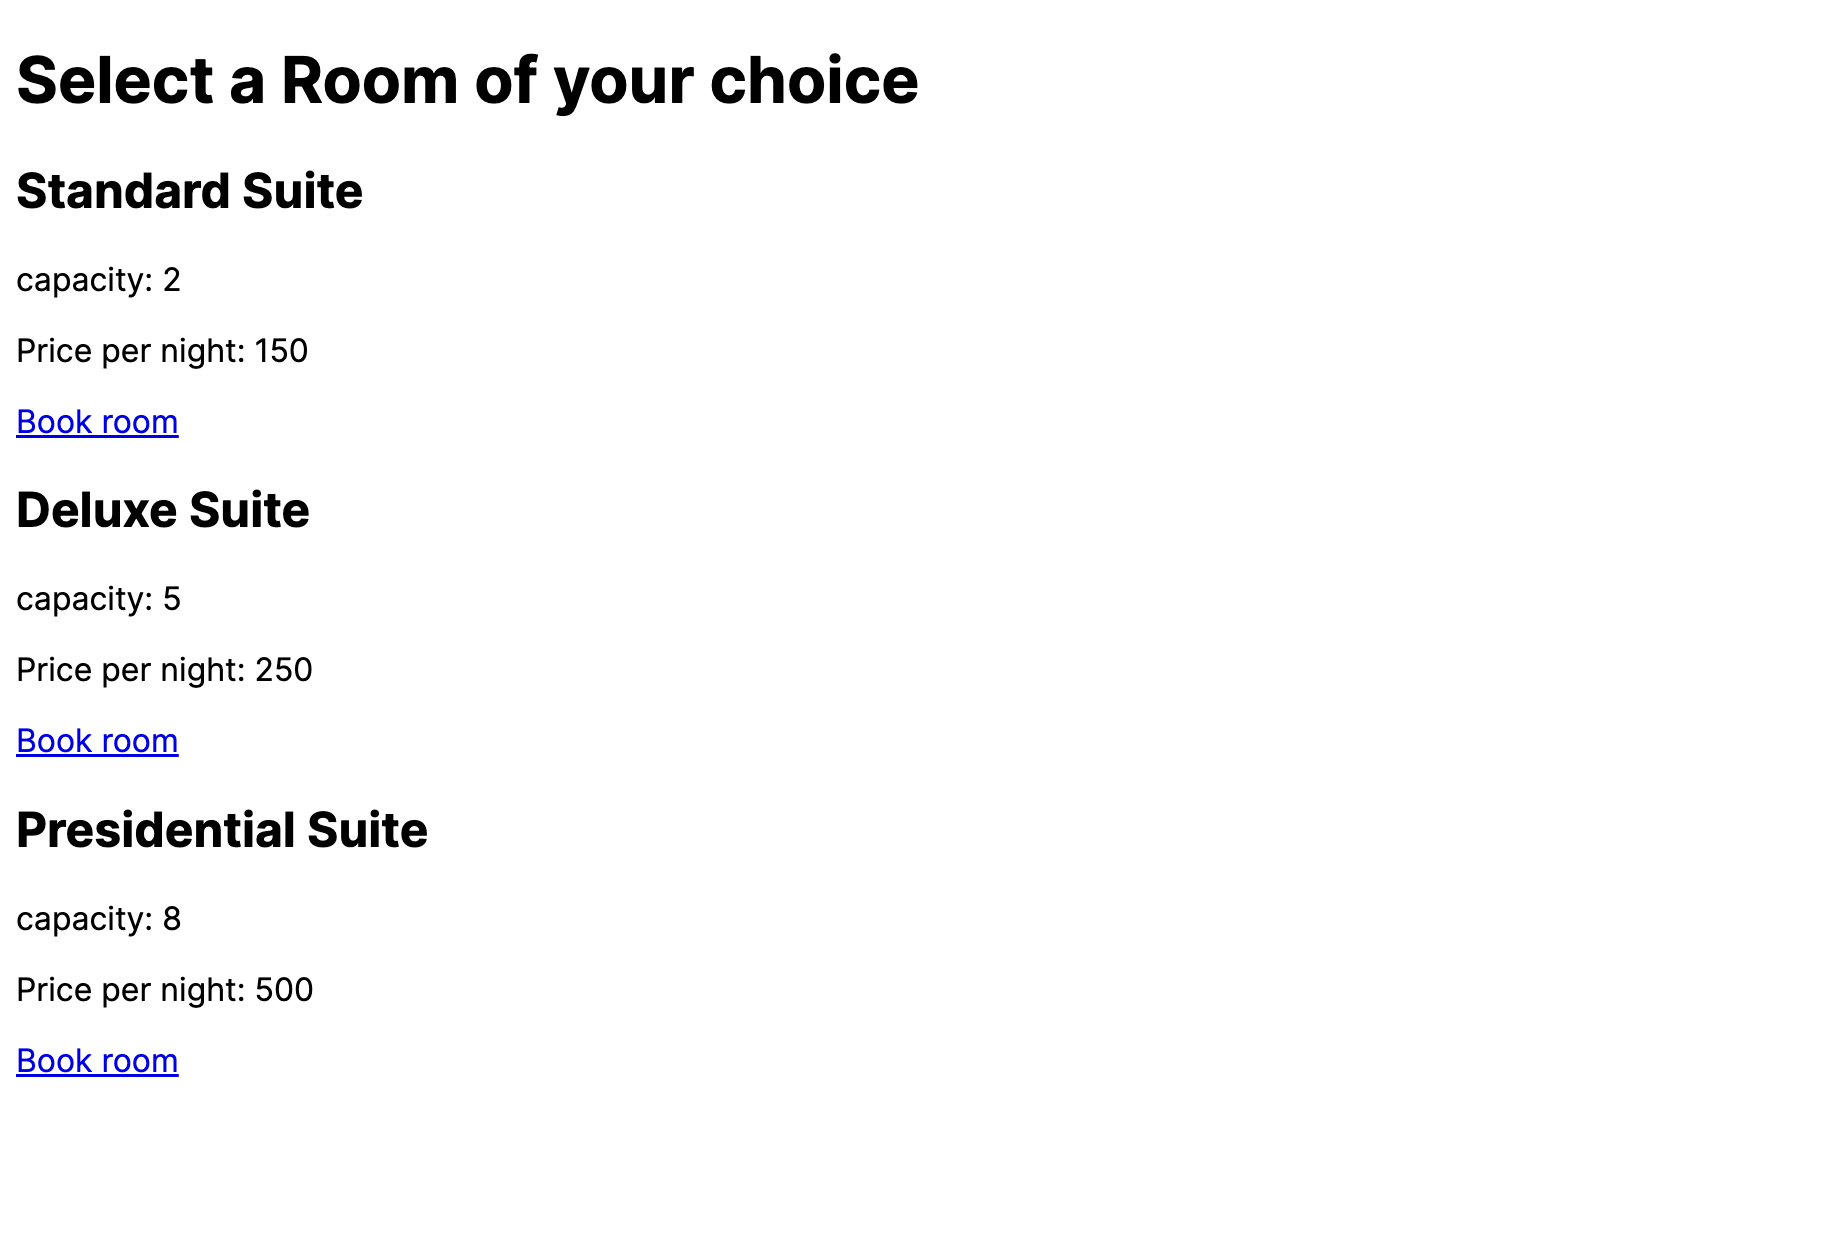 Select a Room of your choice
Standard Suite
capacity: 2
Price per night: 150
Book room
Deluxe Suite
capacity: 5
Price per night: 250
Book room
Presidential Suite
capacity: 8
Price per night: 500
Book room